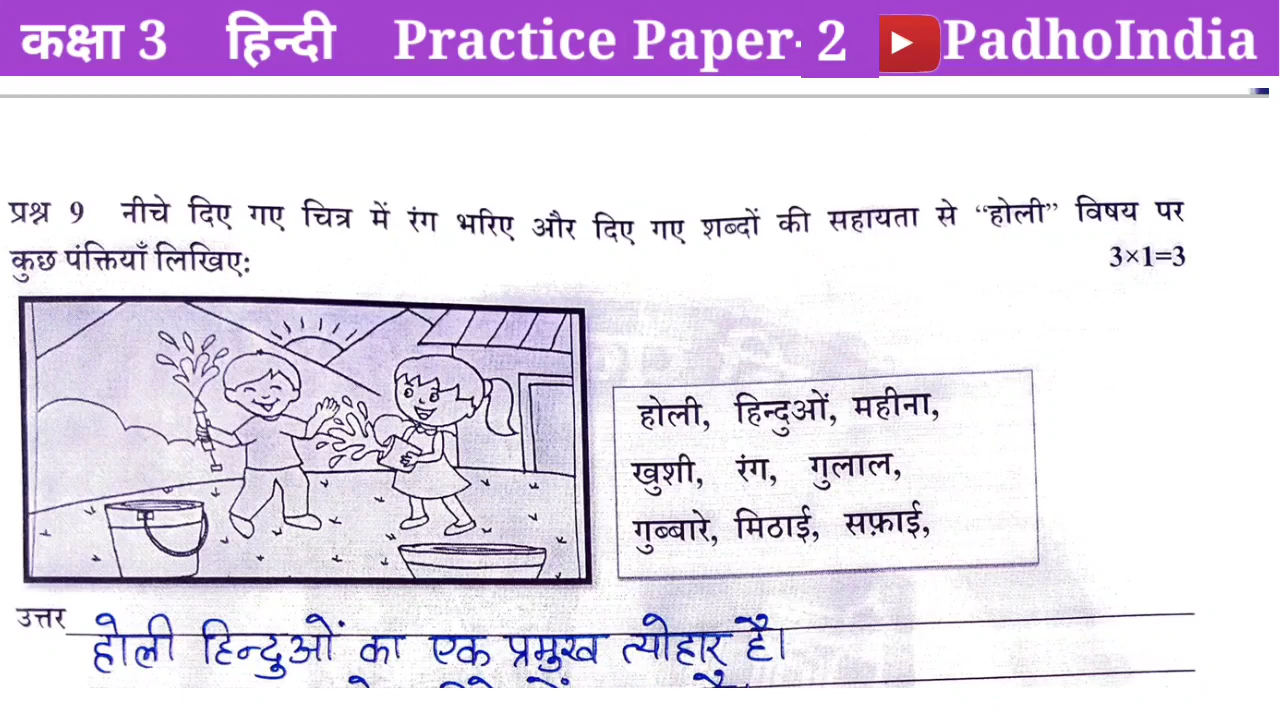 कक्षा 3 हिन्दी Practice Paper- 2 PadhoIndia
प्रश्न 9 नीचे दिए गए चित्र में रंग भरिए और दिए गए शब्दों की सहायता से “होली” विषय पर
कुछ पंक्तियाँ लिखिए: 3×1=3
होली, हिन्दुओं, महीना,
खुशी, रंग, गुलाल,
गुब्बारे, मिठाई, सफ़ाई,
उत्तर होली हिन्दुओं का एक प्रमुख त्योहार है।